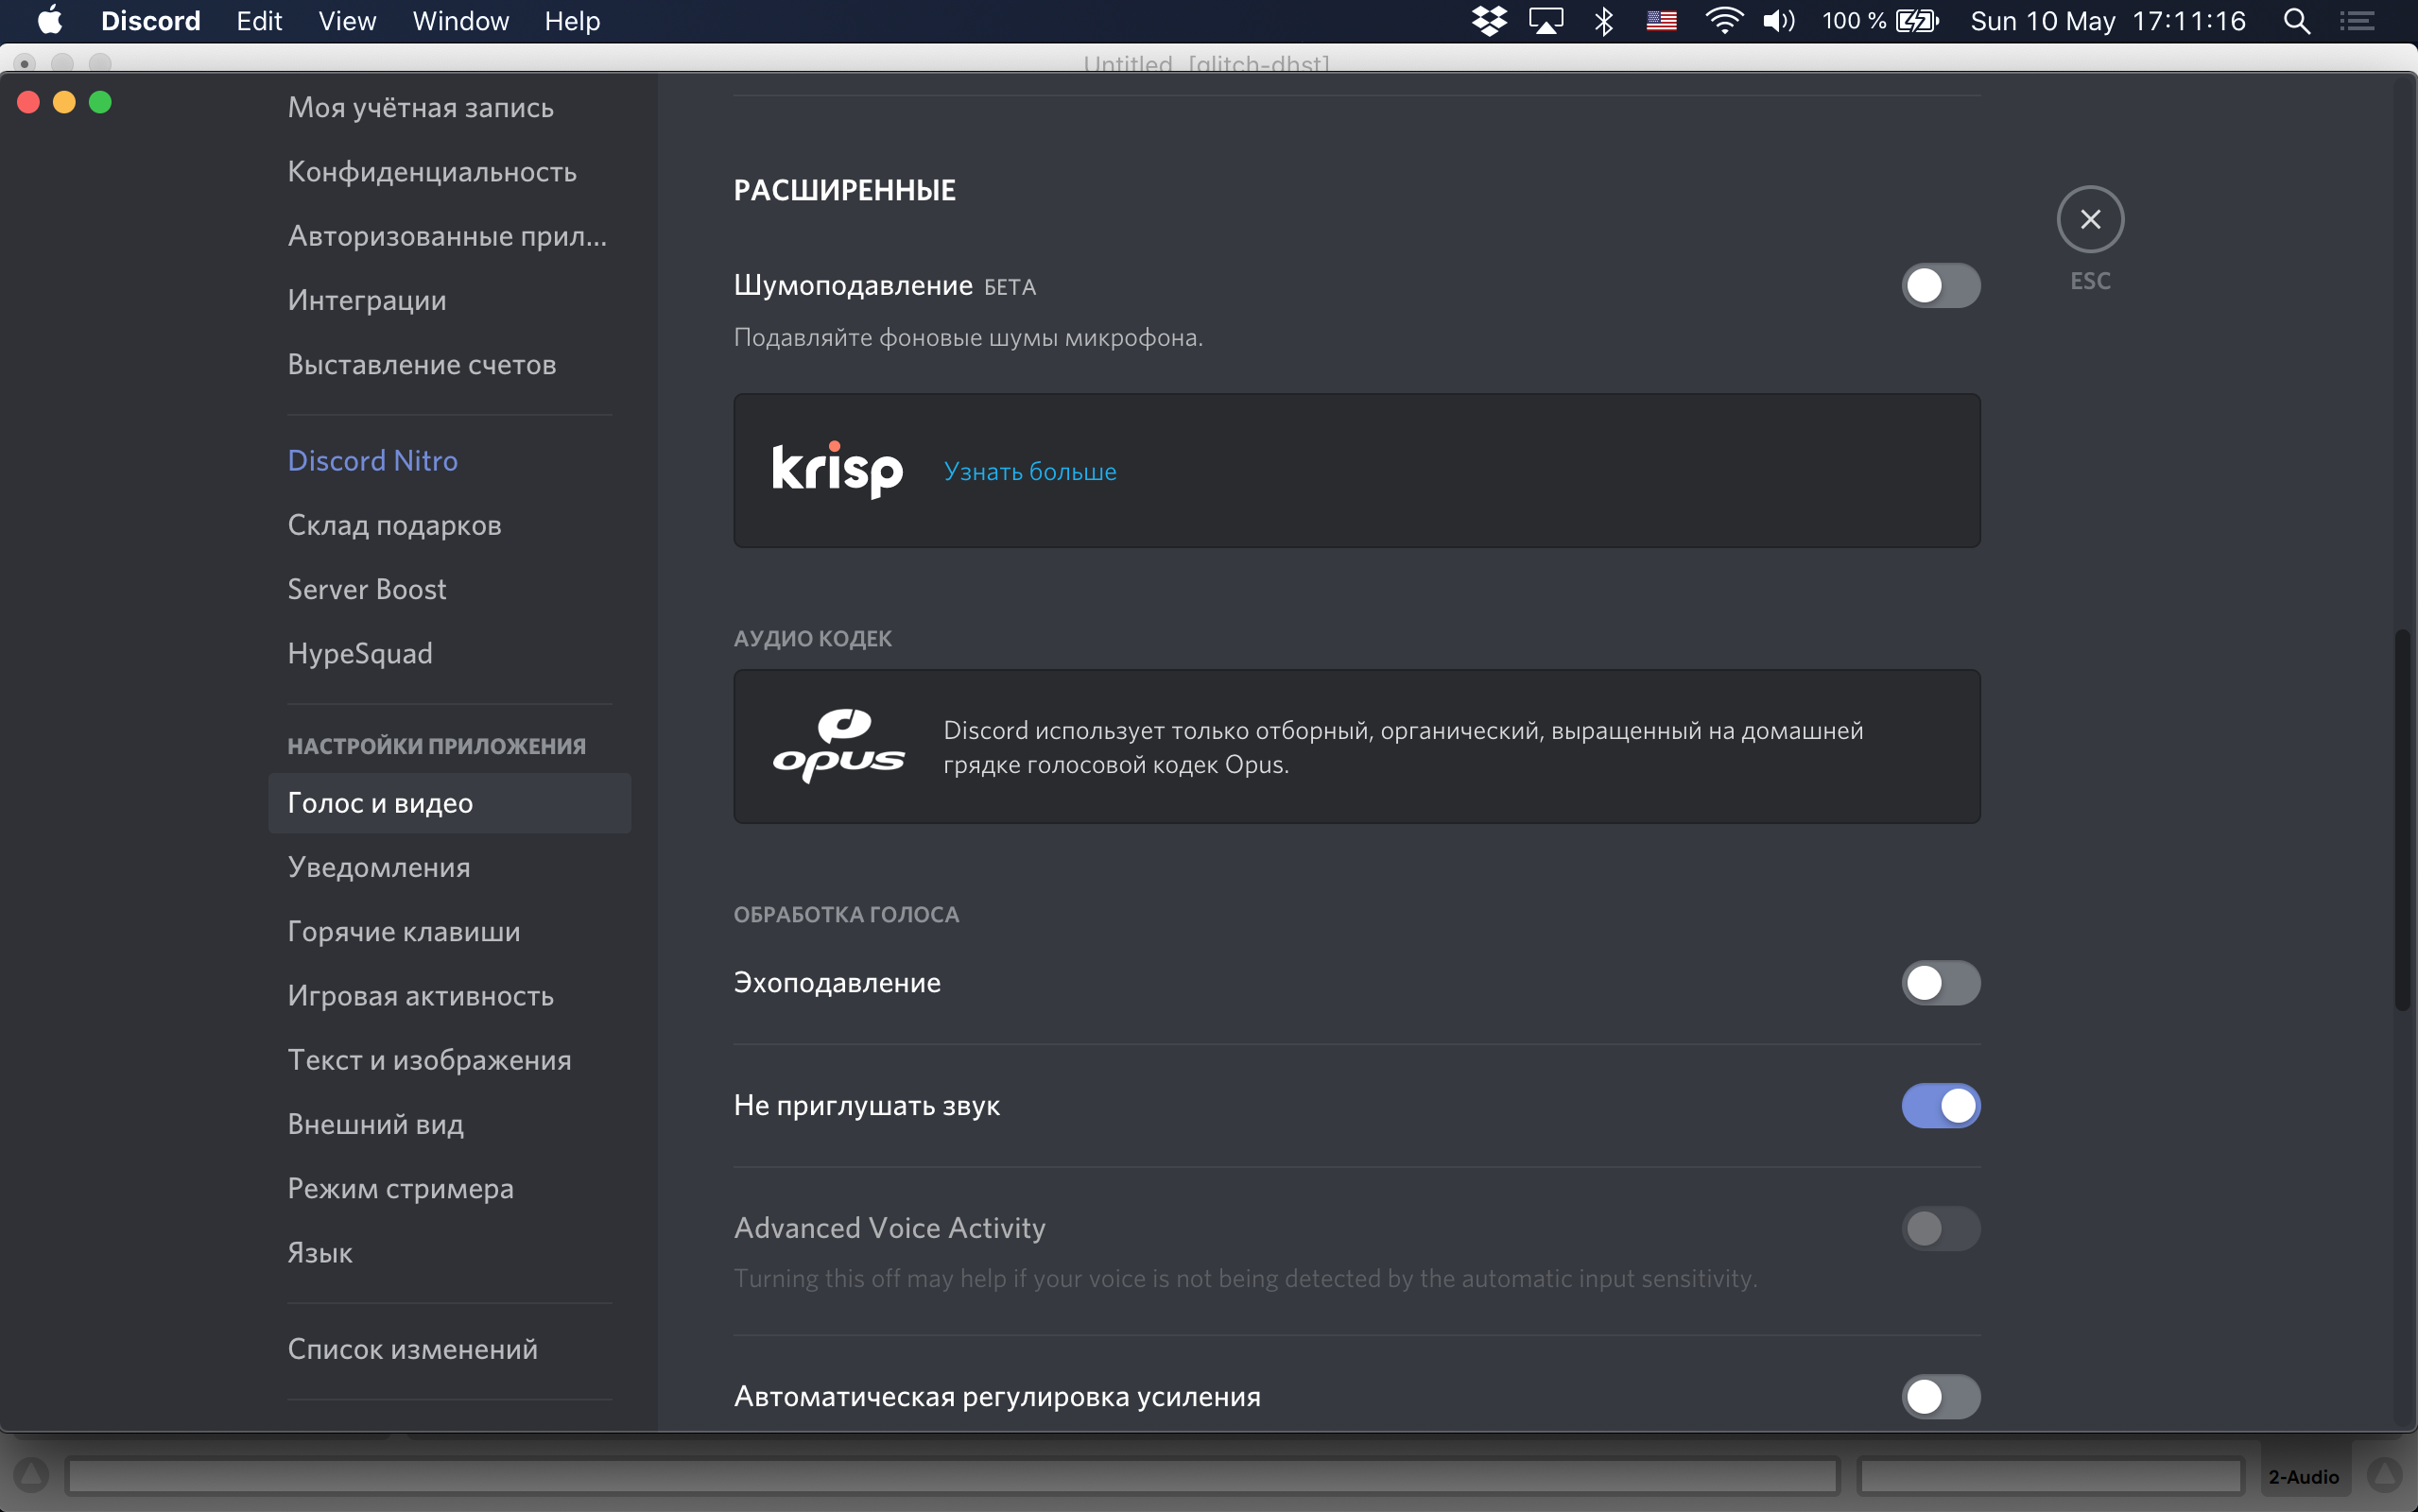 Discord Edit View Window Help 100 % Sun 10 May 17:11:16
Untitled [glitch-dhst]
Моя учётная запись
Конфиденциальность
Авторизованные прил...
Интеграции
Выставление счетов
Discord Nitro
Склад подарков
Server Boost
HypeSquad
НАСТРОЙКИ ПРИЛОЖЕНИЯ
Голос и видео
Уведомления
Горячие клавиши
Игровая активность
Текст и изображения
Внешний вид
Режим стримера
Язык
Список изменений
РАСШИРЕННЫЕ
Шумоподавление БЕТА
Подавляйте фоновые шумы микрофона.
krisp Узнать больше
АУДИО КОДЕК
opus
Discord использует только отборный, органический, выращенный на домашней
грядке голосовой кодек Opus.
ОБРАБОТКА ГОЛОСА
Эхоподавление
Не приглушать звук
Advanced Voice Activity
Turning this off may help if your voice is not being detected by the automatic input sensitivity.
Автоматическая регулировка усиления
ESC
2-Audio